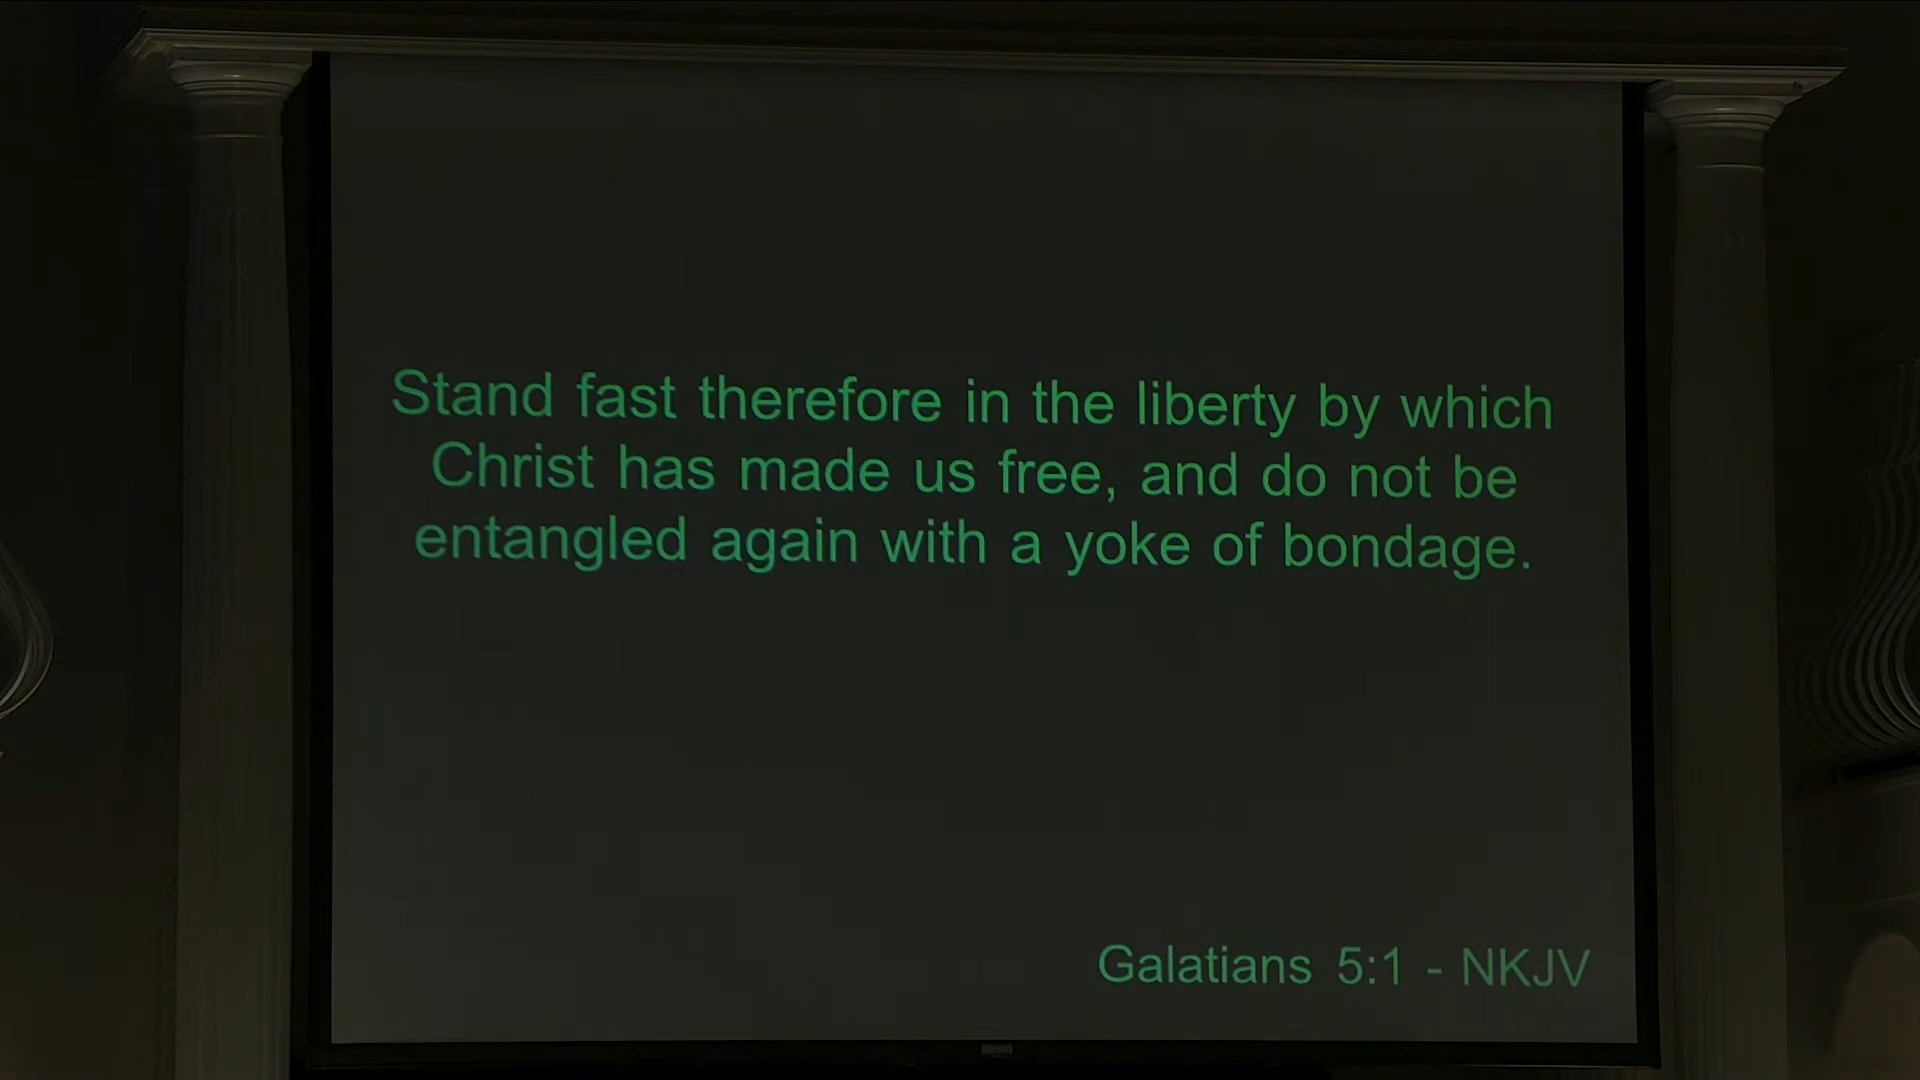 Stand fast therefore in the liberty by which
Christ has made us free, and do not be
entangled again with a yoke of bondage.
Galatians 5:1 - NKJV